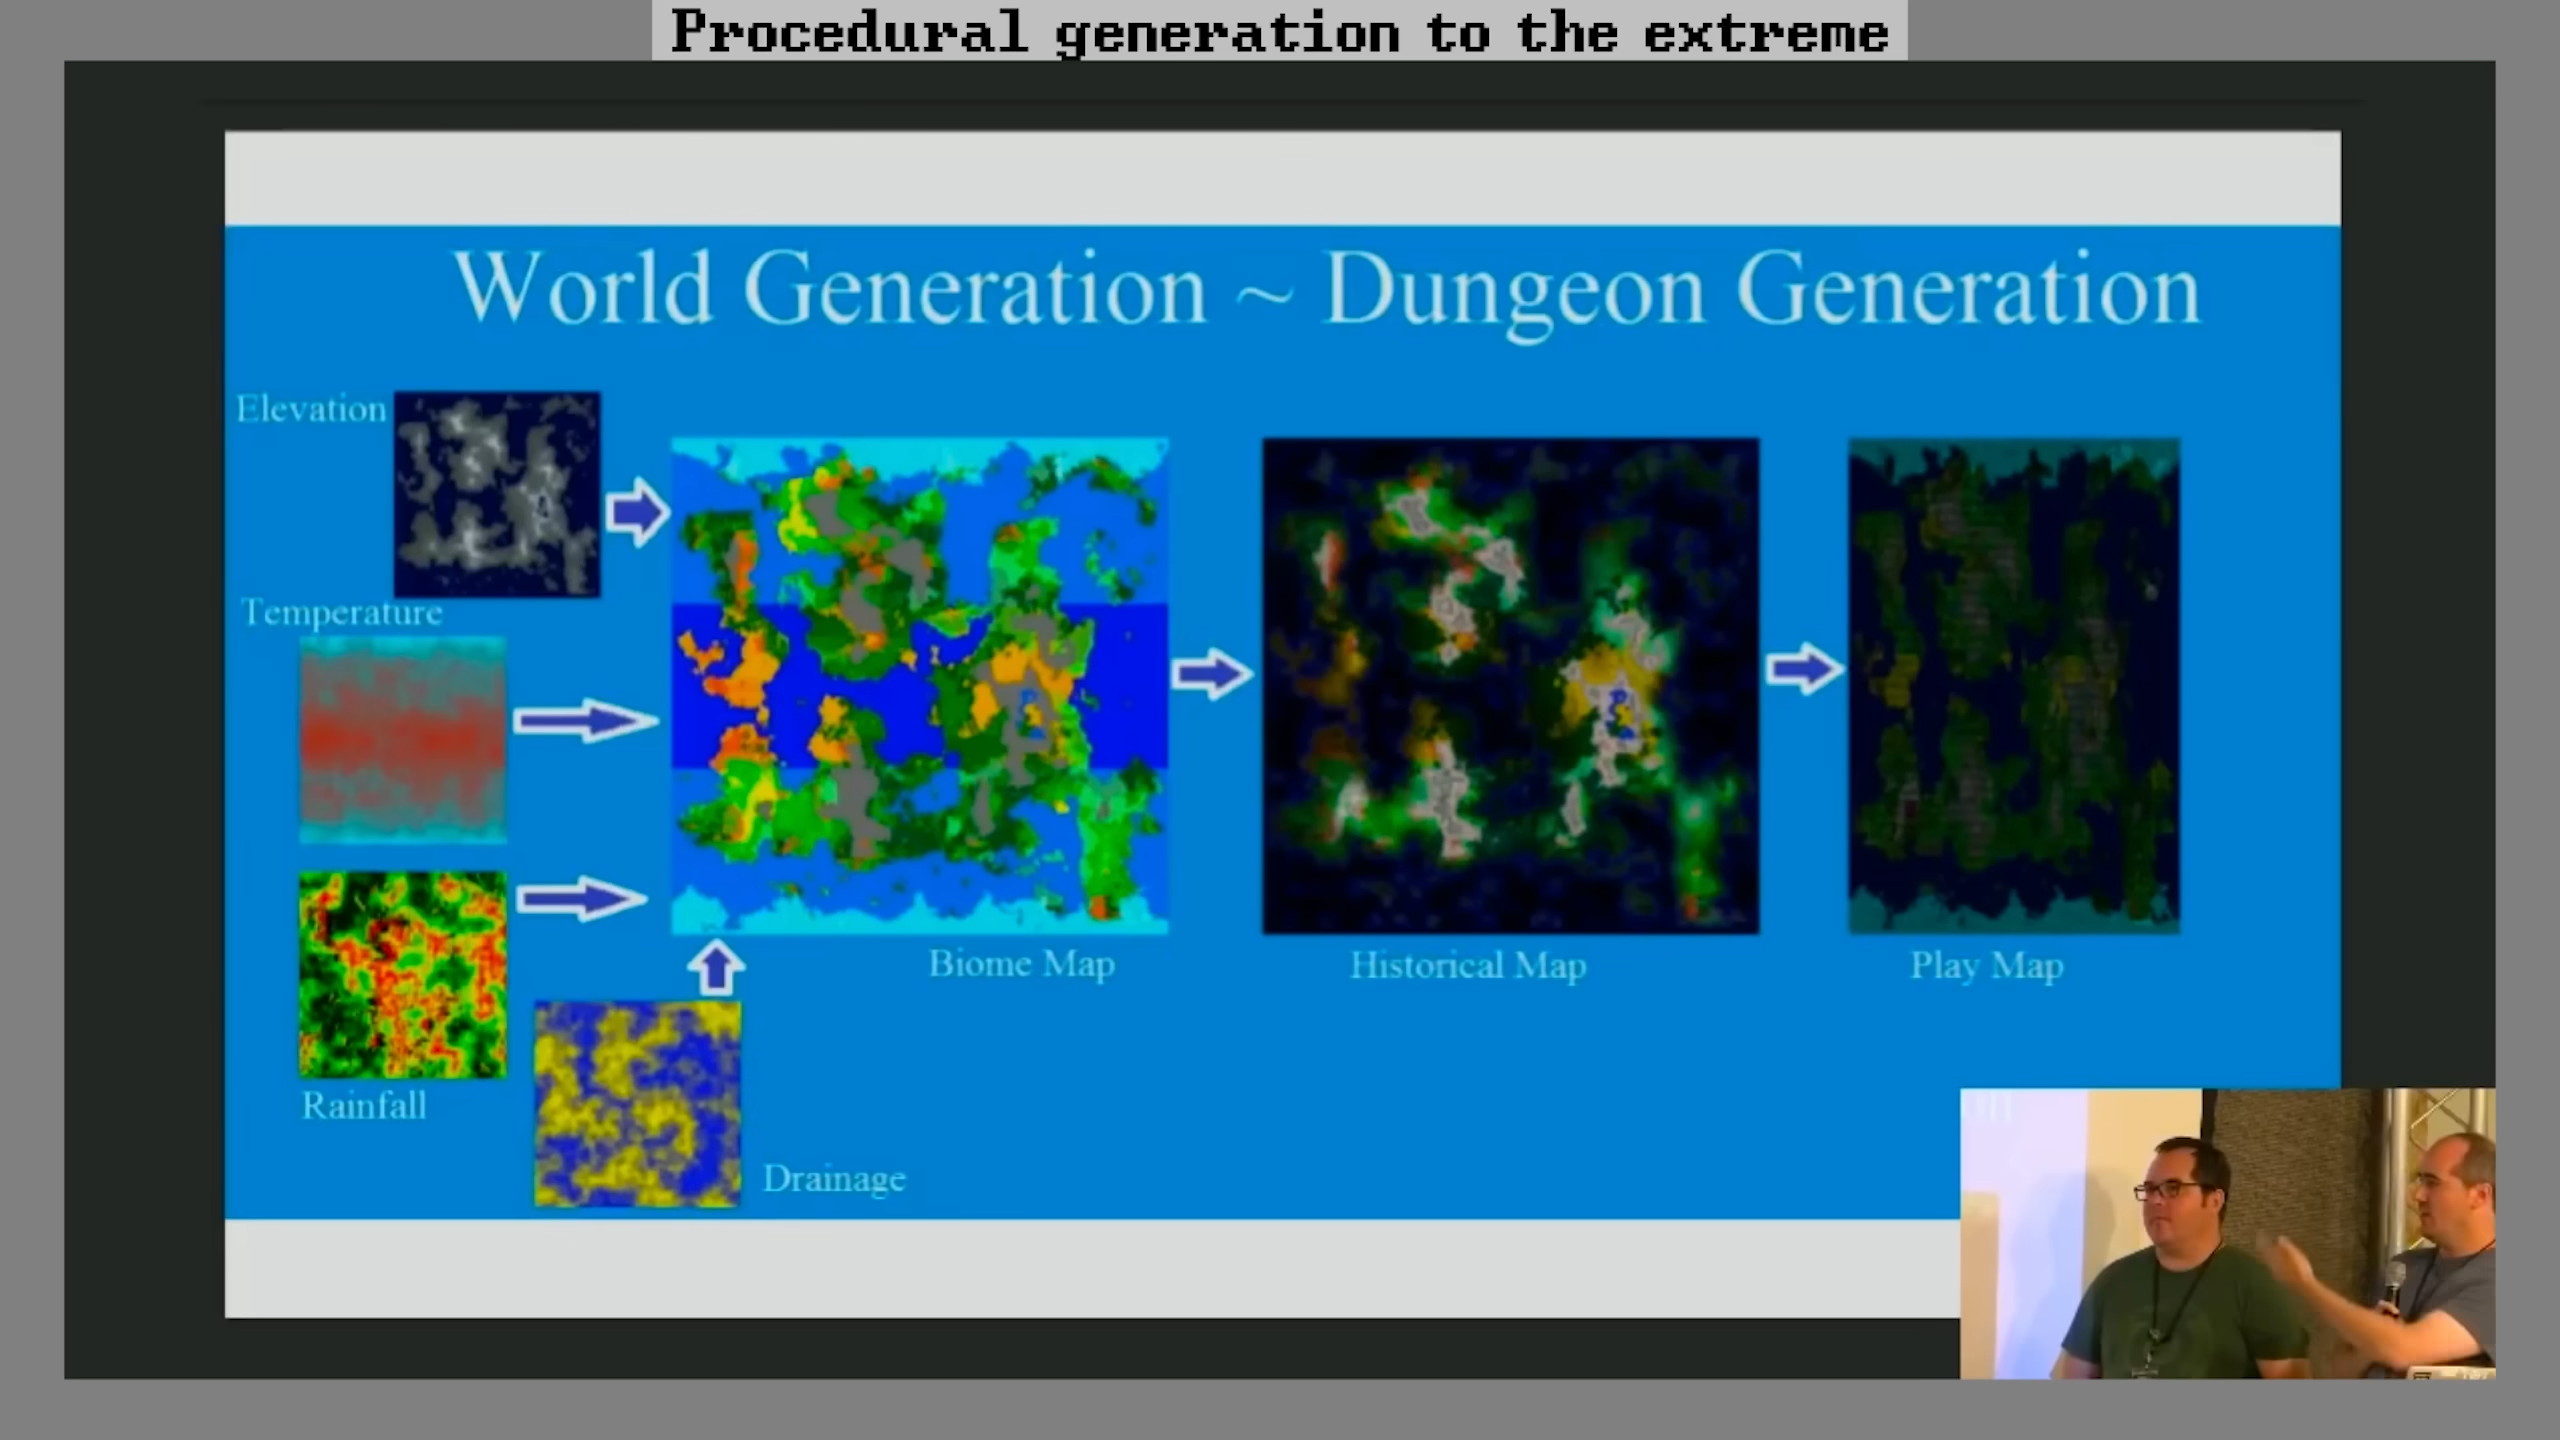 Procedural generation to the extreme
World Generation ~ Dungeon Generation
Elevation
Temperature
Rainfall
Drainage
Biome Map
Historical Map
Play Map